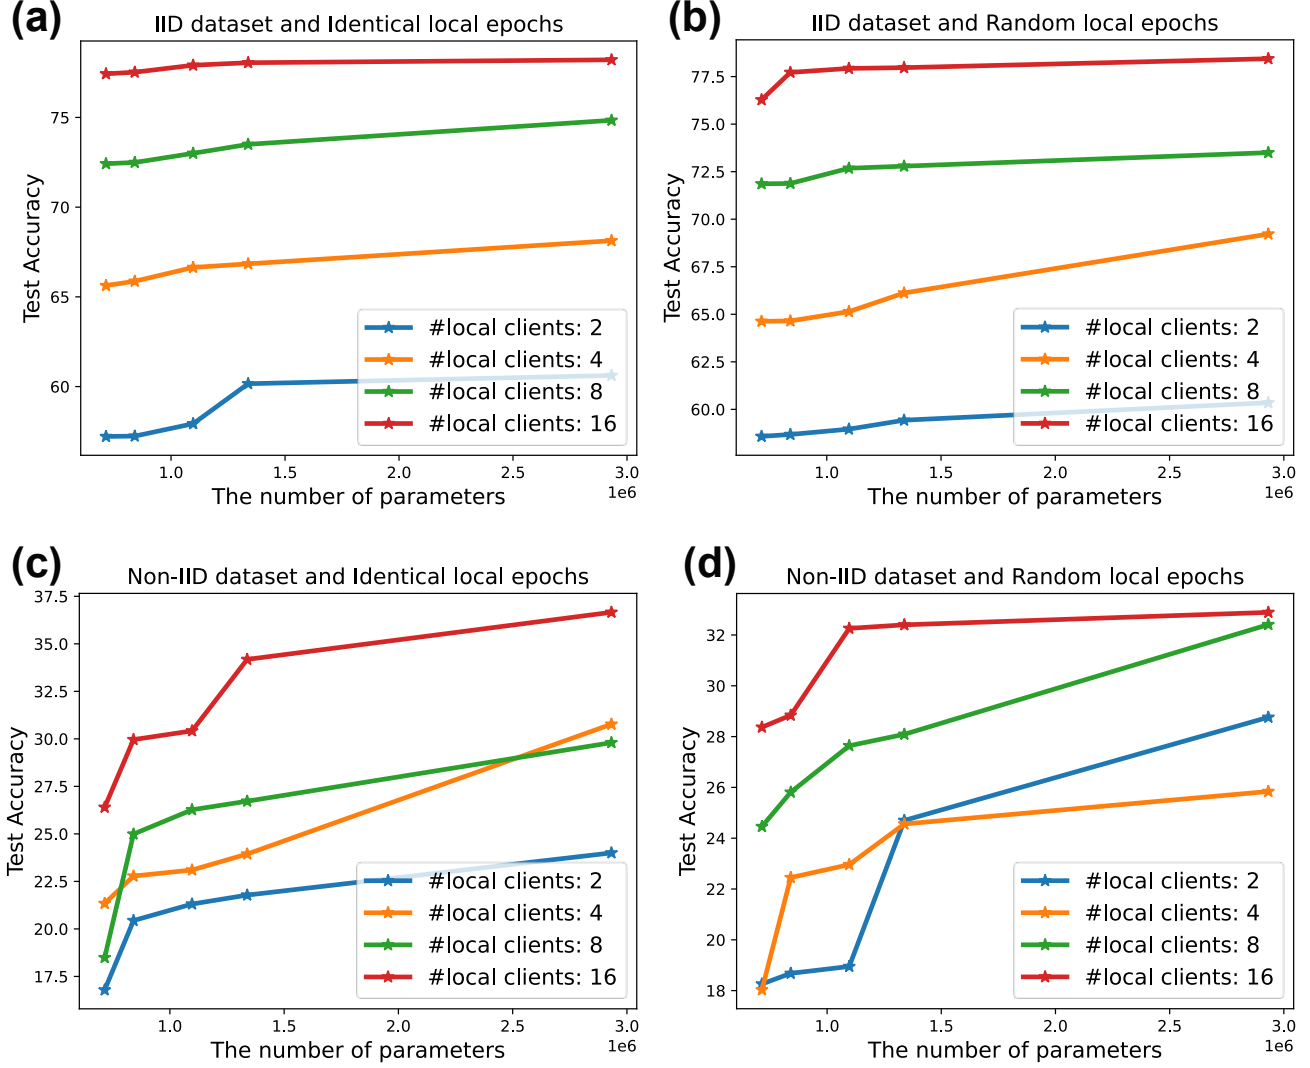 (a)
IID dataset and Identical local epochs
Test Accuracy
75
70
65
60
#local clients: 2
#local clients: 4
#local clients: 8
#local clients: 16
1.0
1.5
2.0
2.5
3.0
1e6
The number of parameters
(b)
IID dataset and Random local epochs
Test Accuracy
77.5
75.0
72.5
70.0
67.5
65.0
62.5
60.0
#local clients: 2
#local clients: 4
#local clients: 8
#local clients: 16
1.0
1.5
2.0
2.5
3.0
1e6
The number of parameters
(c)
Non-IID dataset and Identical local epochs
Test Accuracy
37.5
35.0
32.5
30.0
27.5
25.0
22.5
20.0
17.5
#local clients: 2
#local clients: 4
#local clients: 8
#local clients: 16
1.0
1.5
2.0
2.5
3.0
1e6
The number of parameters
(d)
Non-IID dataset and Random local epochs
Test Accuracy
32
30
28
26
24
22
20
18
#local clients: 2
#local clients: 4
#local clients: 8
#local clients: 16
1.0
1.5
2.0
2.5
3.0
1e6
The number of parameters